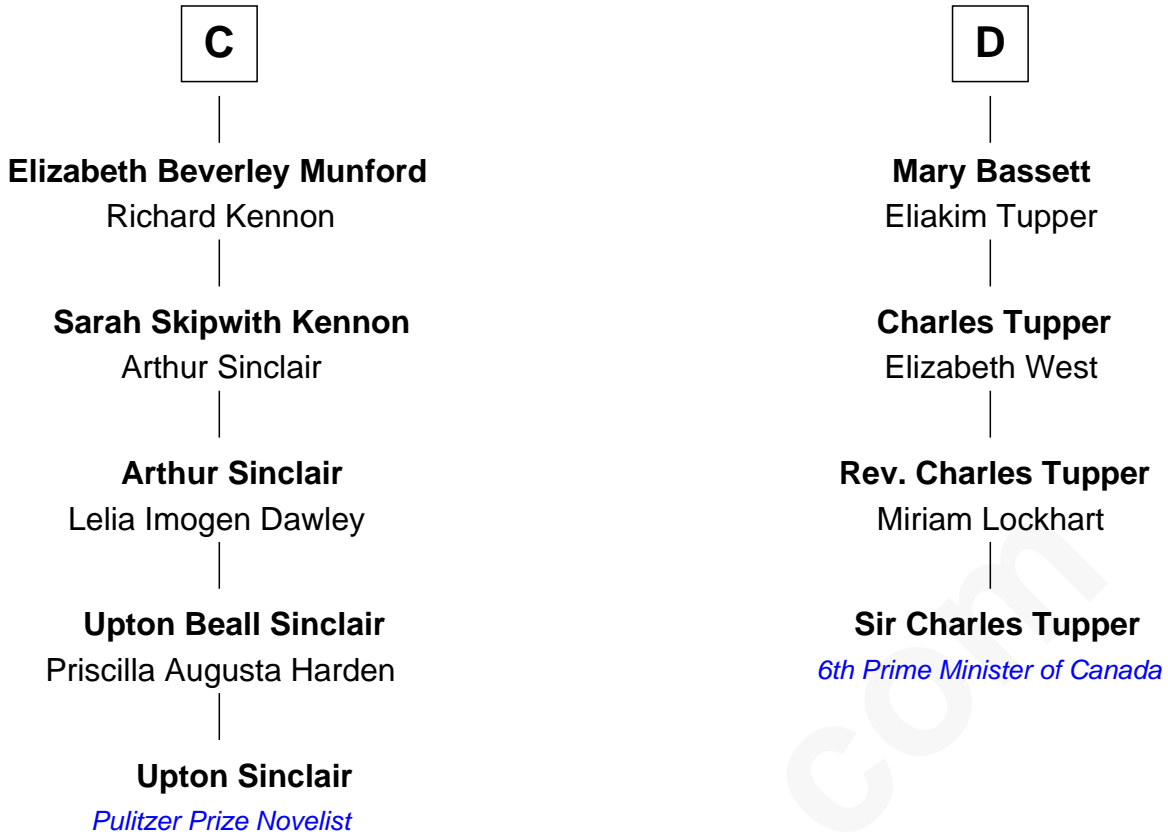 C
Elizabeth Beverley Munford
Richard Kennon
Sarah Skipwith Kennon
Arthur Sinclair
Arthur Sinclair
Lelia Imogen Dawley
Upton Beall Sinclair
Priscilla Augusta Harden
Upton Sinclair
Pulitzer Prize Novelist
D
Mary Bassett
Eliakim Tupper
Charles Tupper
Elizabeth West
Rev. Charles Tupper
Miriam Lockhart
Sir Charles Tupper
6th Prime Minister of Canada
com